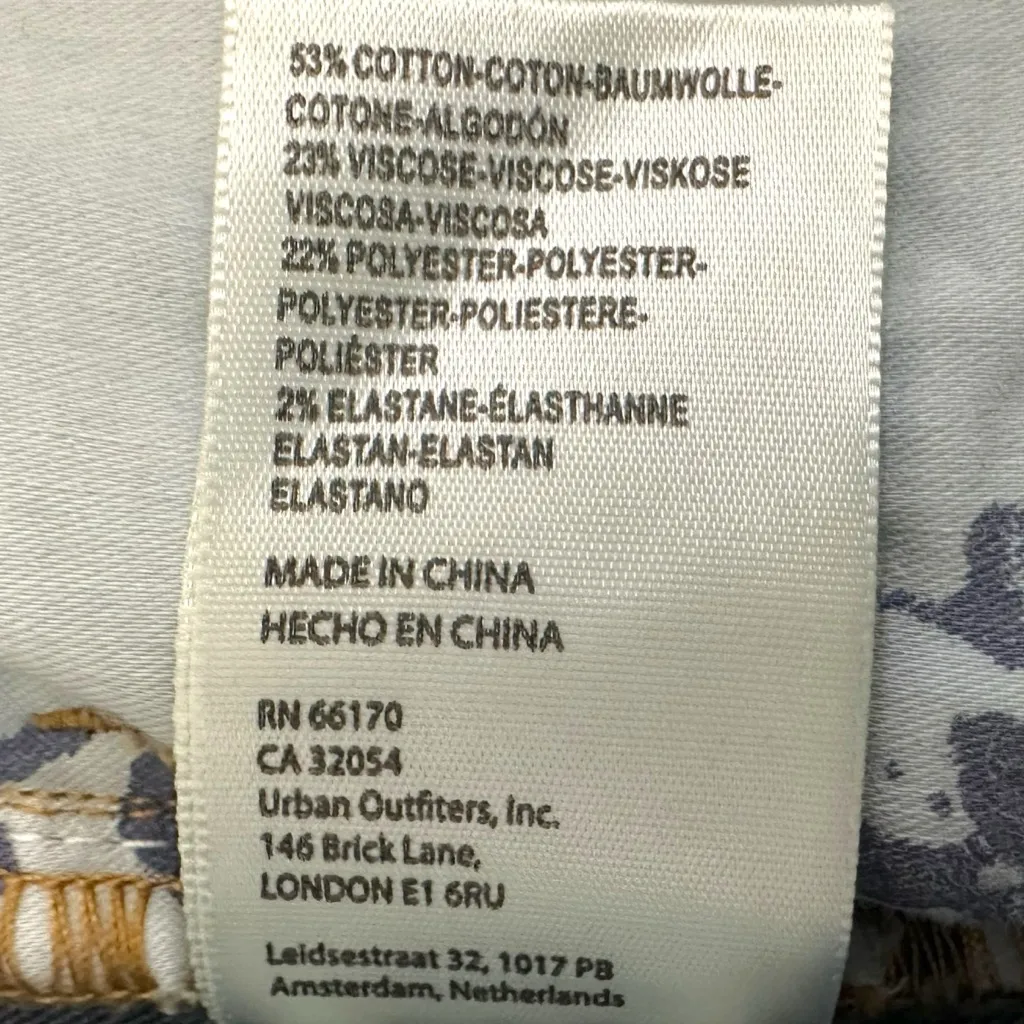 53% COTTON-COTON-BAUMWOLLE-
COTONE-ALGODÓN
23% VISCOSE-VISCOSE-VISKOSE
VISCOSA-VISCOSA
22% POLYESTER-POLYESTER-
POLYESTER-POLIESTERE-
POLIÉSTER
2% ELASTANE-ÉLASTHANNE
ELASTAN-ELASTAN
ELASTANO
MADE IN CHINA
HECHO EN CHINA
RN 66170
CA 32054
Urban Outfiters, Inc.
146 Brick Lane,
LONDON E1 6RU
Leidsestraat 32, 1017 PB
Amsterdam, Netherlands